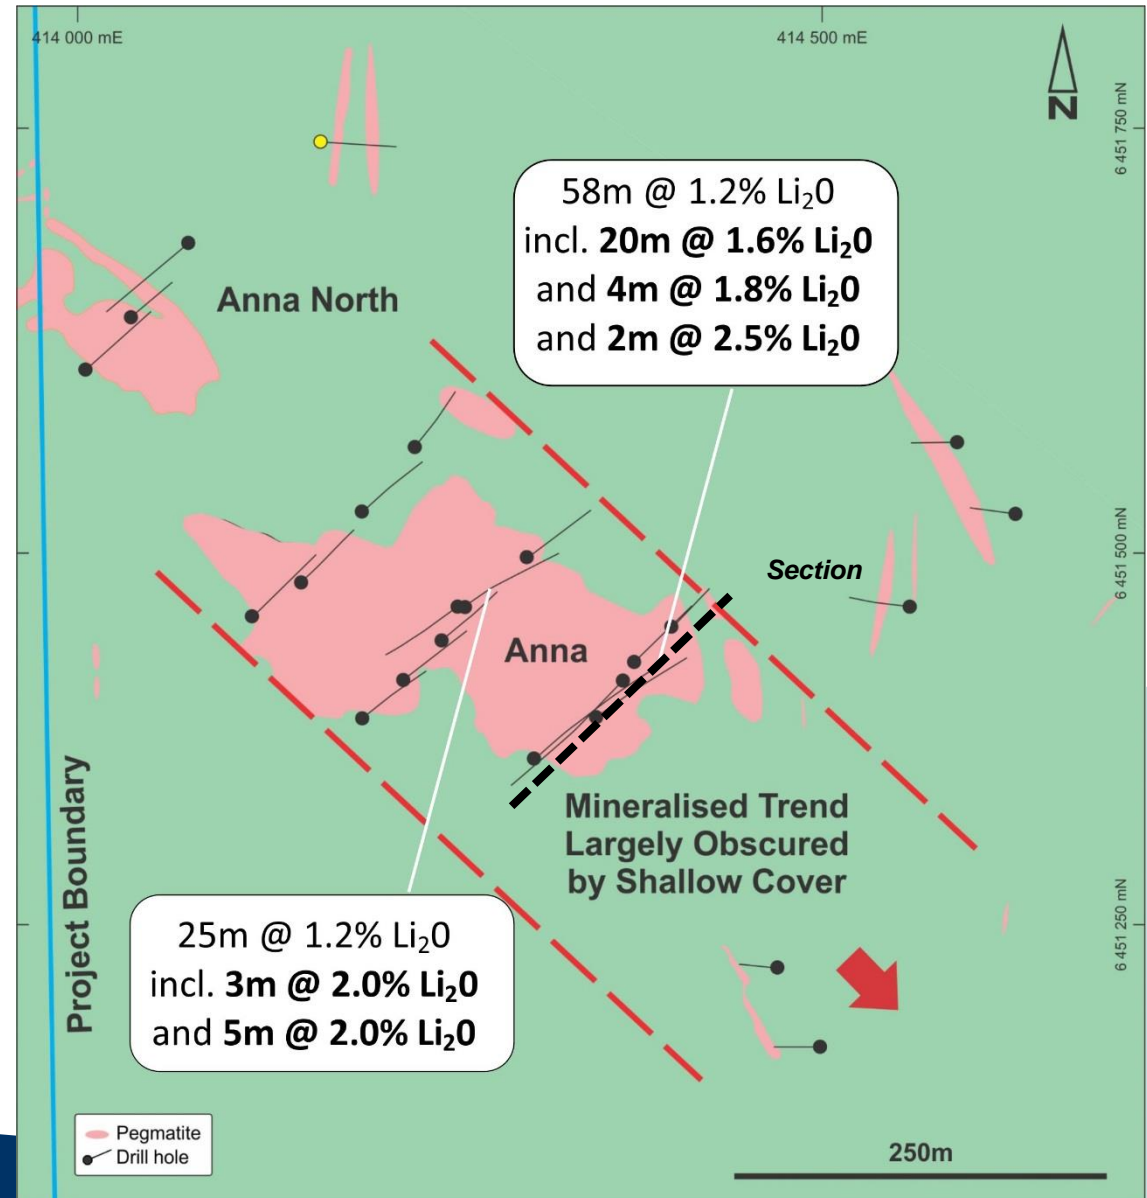 414 000 mE
414 500 mE
N
6 451 750 mN
58m @ 1.2% Li₂0
incl. 20m @ 1.6% Li₂0
and 4m @ 1.8% Li₂0
and 2m @ 2.5% Li₂0
Anna North
6 451 500 mN
Section
Anna
Project Boundary
Mineralised Trend
Largely Obscured
by Shallow Cover
6 451 250 mN
25m @ 1.2% Li₂0
incl. 3m @ 2.0% Li₂0
and 5m @ 2.0% Li₂0
Pegmatite
Drill hole
250m